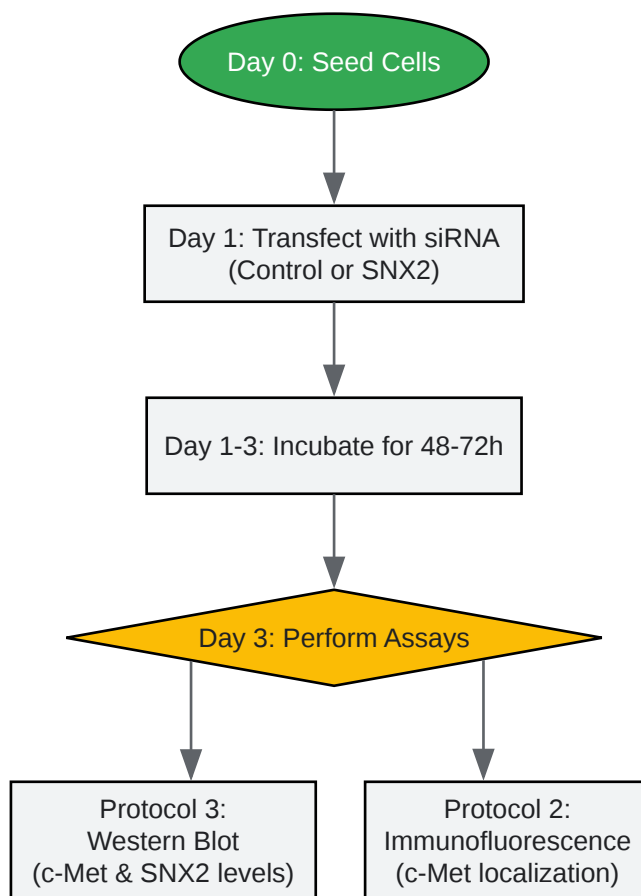 Day 0: Seed Cells
Day 1: Transfect with siRNA
(Control or SNX2)
Day 1-3: Incubate for 48-72h
Day 3: Perform Assays
Protocol 3:
Western Blot
(c-Met & SNX2 levels)
Protocol 2:
Immunofluorescence
(c-Met localization)